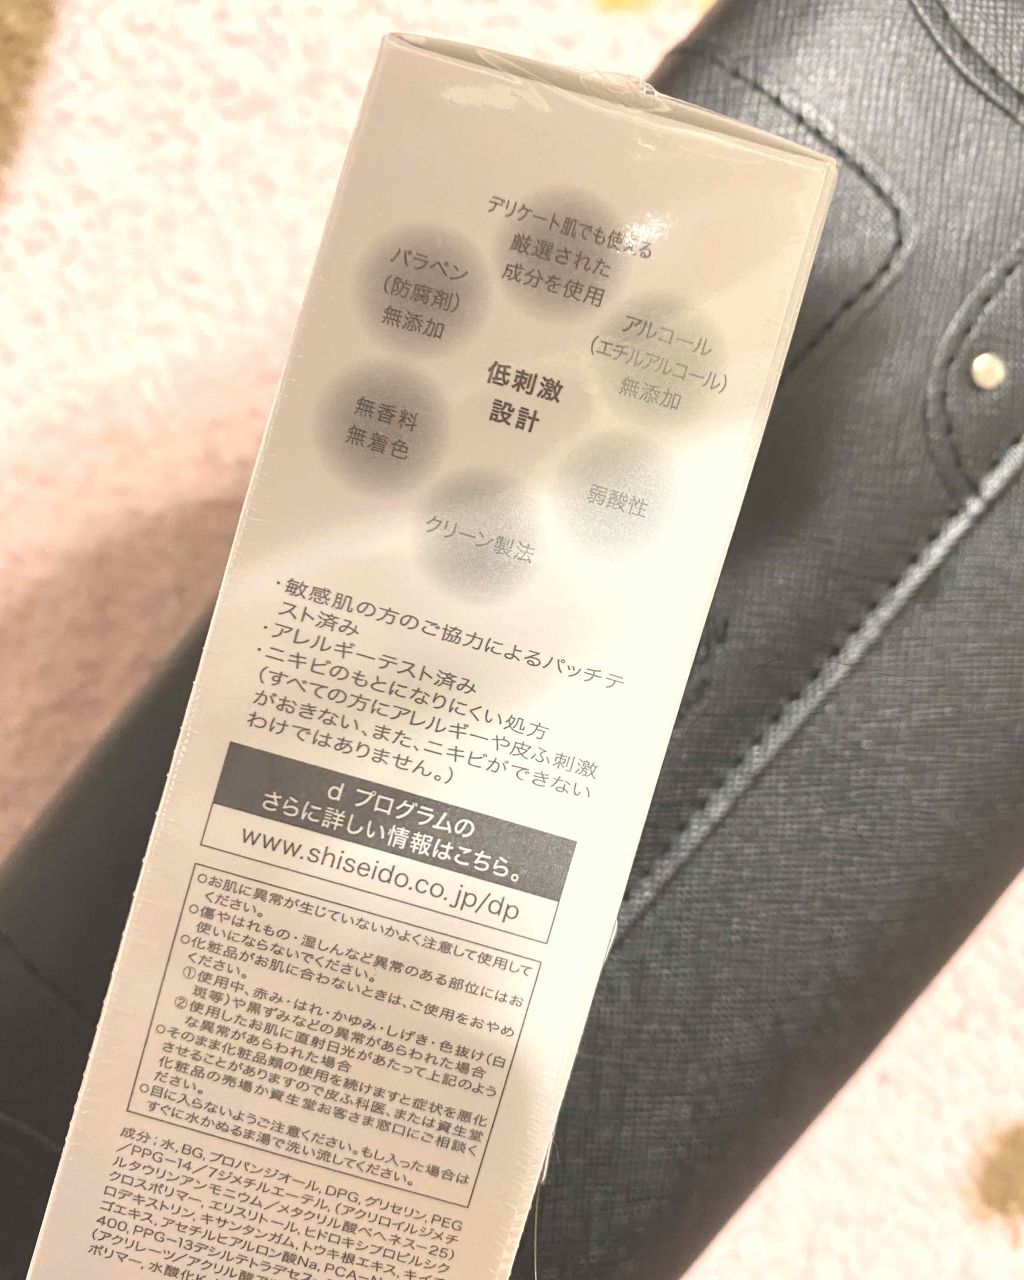 デリケート肌でも使える
厳選された
成分を使用
パラベン
(防腐剤)
無添加
アルコール
(エチルアルコール)
無添加
低刺激
設計
無香料
無着色
弱酸性
クリーン製法
・敏感肌の方のご協力によるパッチテ
スト済み
・アレルギーテスト済み
・ニキビのもとになりにくい処方
(すべての方にアレルギーや皮ふ刺激
がおきない、また、ニキビができない
わけではありません。)
d プログラムの
さらに詳しい情報はこちら。
www.shiseido.co.jp/dp
○お肌に異常が生じていないかよく注意して使用して
ください。
○傷やはれもの・湿しんなど異常のある部位にはお
使いにならないでください。
○化粧品がお肌に合わないときは、ご使用をおやめ
ください。
①使用中、赤み・はれ・かゆみ・しげき・色抜け(白
斑等)や黒ずみなどの異常があらわれた場合
②使用したお肌に直射日光があたって上記のよう
な異常があらわれた場合
○そのまま化粧品類の使用を続けますと症状を悪化
させることがありますので皮ふ科医、または資生堂
化粧品の売場か資生堂お客さま窓口にご相談く
ださい。
○目に入らないようご注意ください。もし入った場合は
すぐに水かぬるま湯で洗い流してください。
成分；水,BG,プロパンジオール,DPG,グリセリン,PEG
/PPG-14/7ジメチルエーテル,(アクリロイルジメチ
ルタウリンアンモニウム/メタクリル酸ベヘネス-25)
クロスポリマー,エリスリトール,ヒドロキシプロピルシク
ロデキストリン,キサンタンガム,トウキ根エキス,キイチ
ゴエキス,アセチルヒアルロン酸Na,PCA-N
400,PPG-13デシルテトラデセス
(アクリレーツ/アクリル酸ア
ポリマー,水酸化K